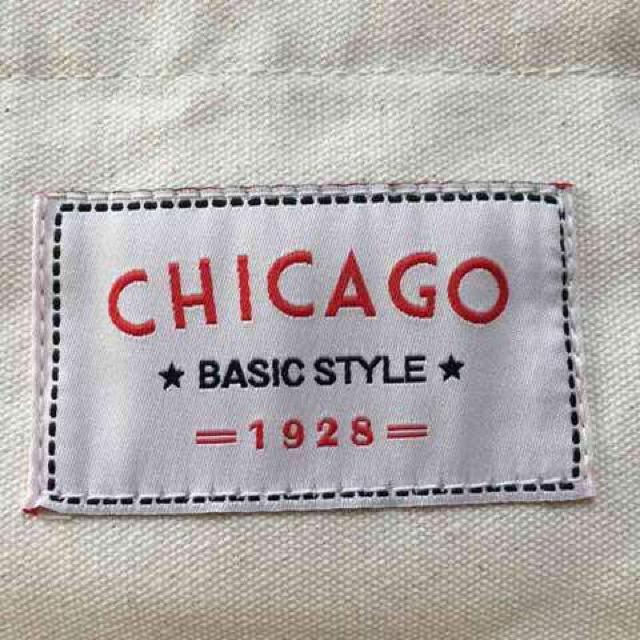 CHICAGO
★ BASIC STYLE ★
=1928=